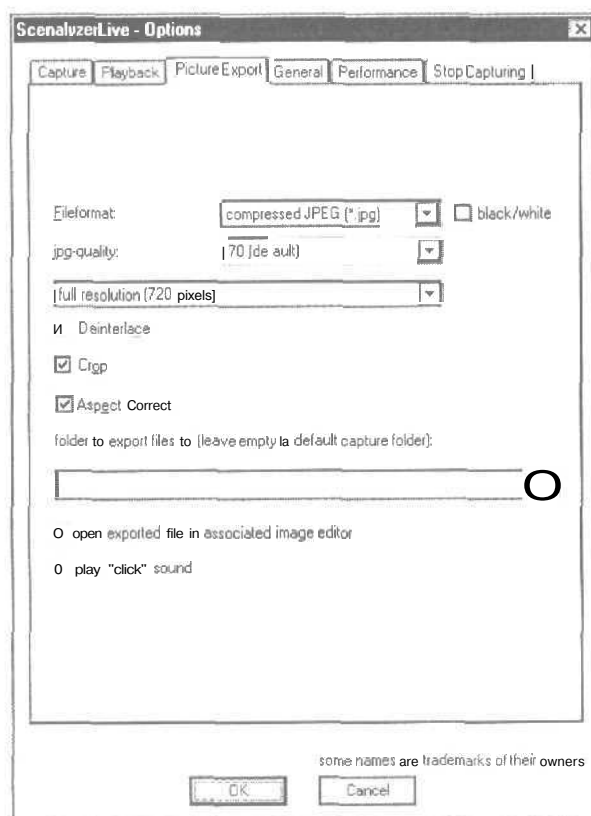 ScenalyzerLive - Options
Capture Playback Picture Export General Performance Stop Capturing
Fileformat: compressed JPEG (*.jpg) black/white
jpg-quality: 70 (de ault)
full resolution (720 pixels]
И Deinterlace
Crop
Aspect Correct
folder to export files to (leave empty la default capture folder):
O
O open exported file in associated image editor
0 play "click" sound
some names are trademarks of their owners
OK Cancel